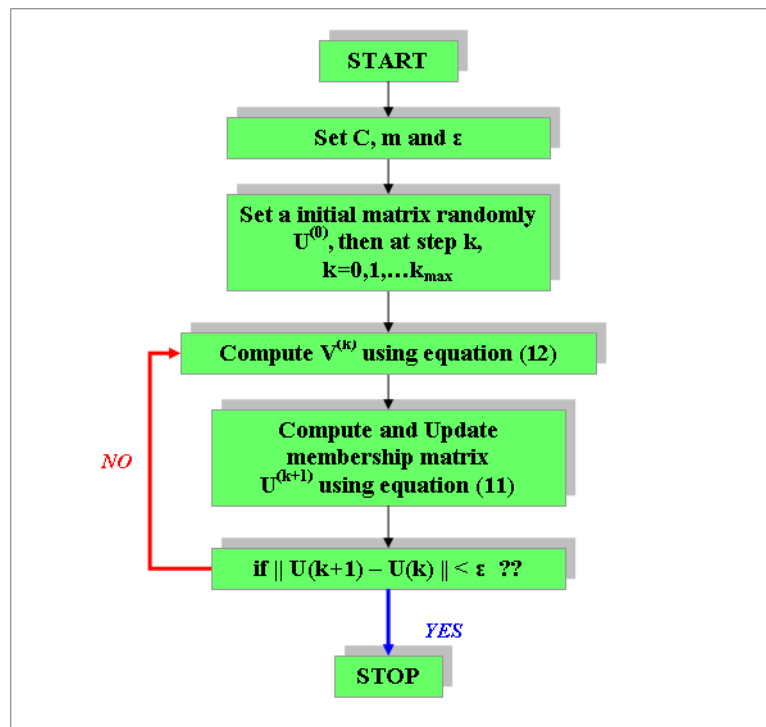 START
Set C, m and ε
Set a initial matrix randomly
U^(0), then at step k,
k=0,1,…k_max
Compute V^(k) using equation (12)
Compute and Update
membership matrix
U^(k+1) using equation (11)
NO
if || U(k+1) – U(k) || < ε ??
YES
STOP